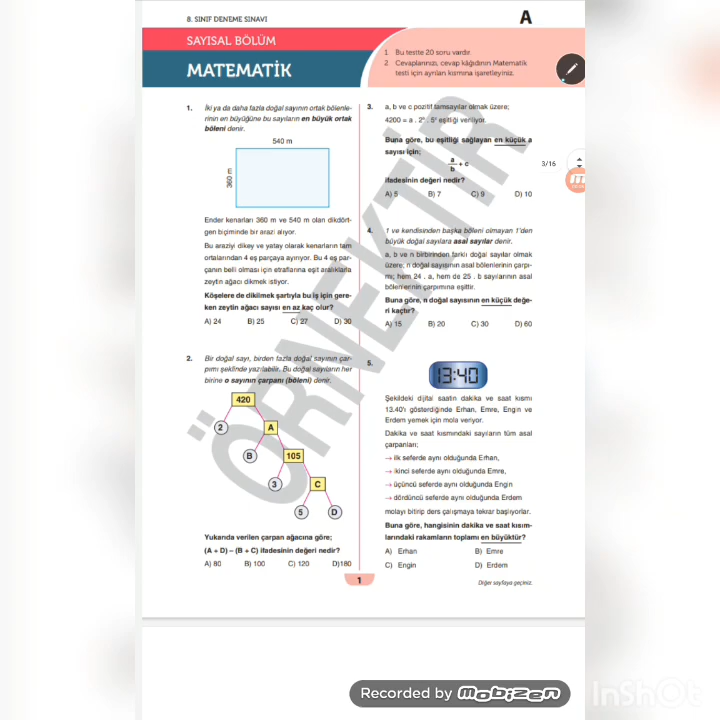 8. SINIF DENEME SINAVI
A
SAYISAL BÖLÜM
MATEMATİK
1 Bu testte 20 soru vardır.
2 Cevaplarınızı, cevap kâğıdının Matematik
testi için ayrılan kısmına işaretleyiniz.
1. İki ya da daha fazla doğal sayının ortak bölenle-
rinin en büyüğüne bu sayıların en büyük ortak
böleni denir.
540 m
360 m
Ender kenarları 360 m ve 540 m olan dikdört-
gen biçiminde bir arazi alıyor.
Bu araziyi dikey ve yatay olarak kenarların tam
ortalarından 4 eş parçaya ayırıyor. Bu 4 eş par-
çanın beli olması için etraflarına eşit aralıklarla
zeytin ağacı dikmek istiyor.
Köşelere de dikilmek şartıyla bu iş için gere-
ken zeytin ağacı sayısı en az kaç olur?
A) 24 B) 25 C) 27 D) 30
2. Bir doğal sayı, birden fazla doğal sayının çar-
pımı şeklinde yazılabilir. Bu doğal sayıların her
birine o sayının çarpanı (böleni) denir.
420
2 A
B 105
3 C
5 D
Yukarıda verilen çarpan ağacına göre;
(A + D) – (B + C) ifadesinin değeri nedir?
A) 80 B) 100 C) 120 D)180
3. a, b ve c pozitif tamsayılar olmak üzere;
4200 = a . 2ᵇ . 5ᶜ eşitliği veriliyor.
Buna göre, bu eşitliği sağlayan en küçük a
sayısı için;
a/b + c
ifadesinin değeri nedir?
A) 5 B) 7 C) 9 D) 10
3/16
4. 1 ve kendisinden başka böleni olmayan 1'den
büyük doğal sayılara asal sayılar denir.
a, b ve n birbirinden farklı doğal sayılar olmak
üzere, n doğal sayısının asal bölenlerinin çarpı-
mı; hem 24 . a, hem de 25 . b sayılarının asal
bölenlerinin çarpımına eşittir.
Buna göre, n doğal sayısının en küçük değe-
ri kaçtır?
A) 15 B) 20 C) 30 D) 60
5.
13:40
Şekildeki dijital saatin dakika ve saat kısmı
13.40'ı gösterdiğinde Erhan, Emre, Engin ve
Erdem yemek için mola veriyor.
Dakika ve saat kısmındaki sayıların tüm asal
çarpanları;
→ ilk seferde aynı olduğunda Erhan,
→ ikinci seferde aynı olduğunda Emre,
→ üçüncü seferde aynı olduğunda Engin
→ dördüncü seferde aynı olduğunda Erdem
molayı bitirip ders çalışmaya tekrar başlıyorlar.
Buna göre, hangisinin dakika ve saat kısım-
larındaki rakamların toplamı en büyüktür?
A) Erhan B) Emre
C) Engin D) Erdem
ÖRNEKTİR
1
Diğer sayfaya geçiniz.
Recorded by Mobizen
InShOt